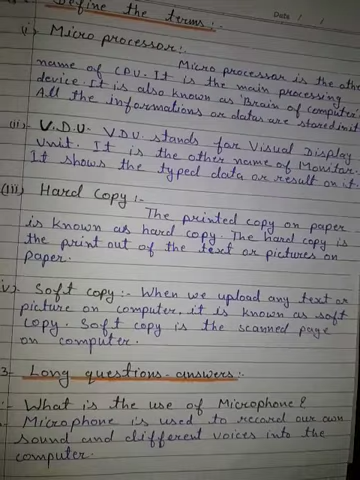 Define the terms:-
Date / /
i) Micro processor:-
Micro processor is the othe
name of CPU. It is the main processing
device. It is also known as 'Brain of computer'
All the informations or datas are stored in it
(ii) V.D.U- VDU stands for Visual Display
Unit. It is the other name of Monitor.
It shows the typed data or result on it.
(III) Hard Copy :-
The printed copy on paper
is known as hard copy. The hard copy is
the print out of the text or pictures on
paper.
iv) Soft copy:- When we upload any text or
picture on computer, it is known as soft
copy. Soft copy is the scanned page
on computer.
3- Long questions-answers:-
:- What is the use of Microphone?
Microphone is used to record our own
sound and different voices into the
computer.